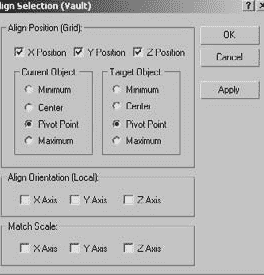 lign Selection (Vault)
Align Position (Grid):
X Position Y Position Z Position
OK
Cancel
Apply
Current Object:
Minimum
Center
Pivot Point
Maximum
Target Object:
Minimum
Center
Pivot Point
Maximum
Align Orientation (Local):
X Axis Y Axis Z Axis
Match Scale:
X Axis Y Axis Z Axis